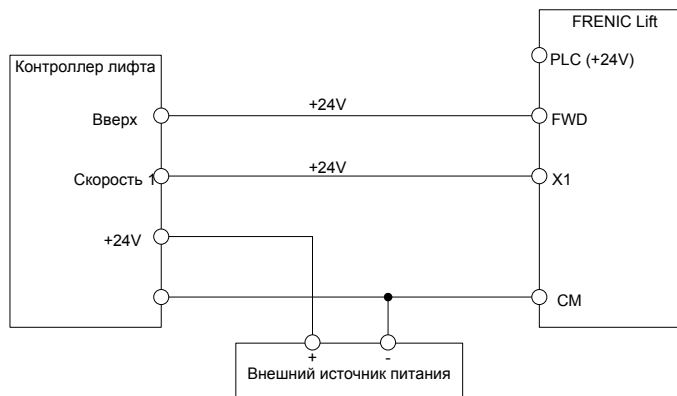 FRENIC Lift
Контроллер лифта
PLC (+24V)
+24V
Вверх
FWD
+24V
Скорость 1
X1
+24V
CM
+
-
Внешний источник питания